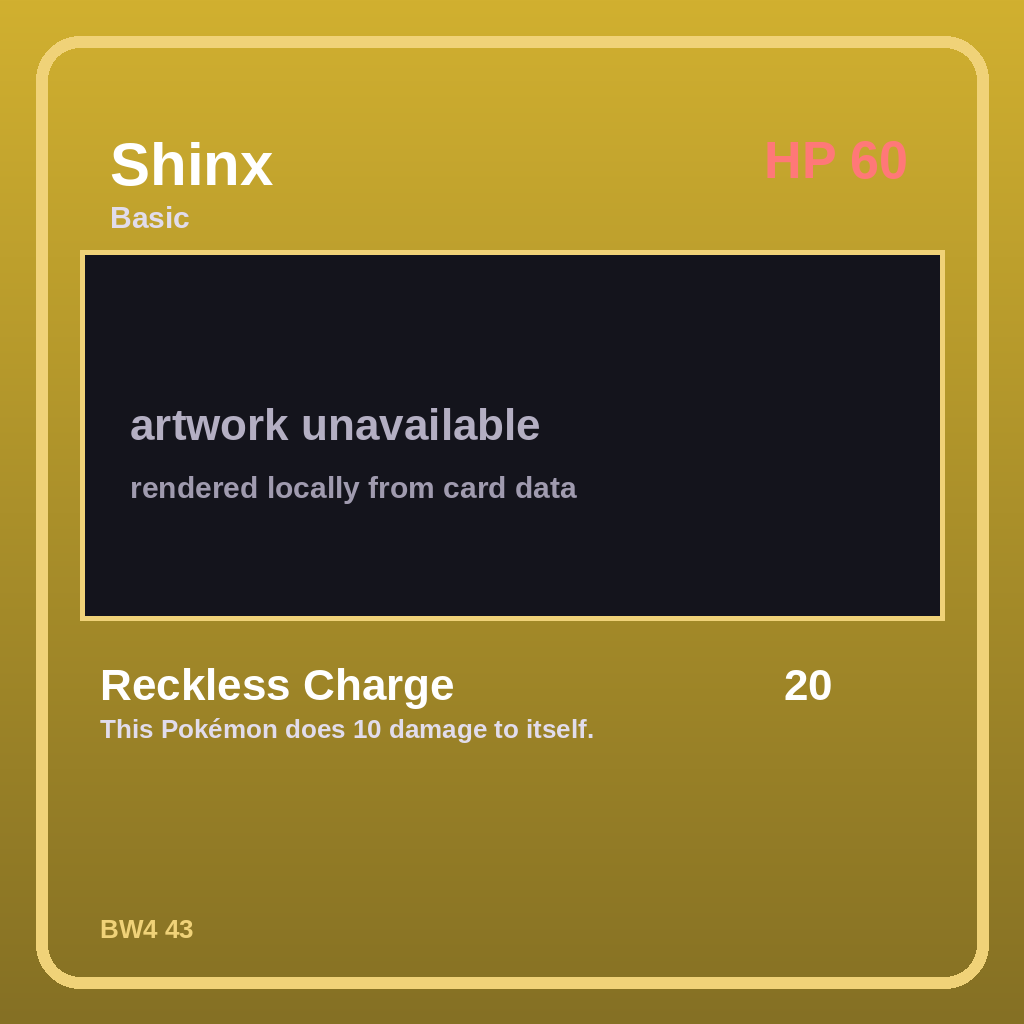 Shinx
HP 60
Basic
artwork unavailable
rendered locally from card data
Reckless Charge
20
This Pokémon does 10 damage to itself.
BW4 43